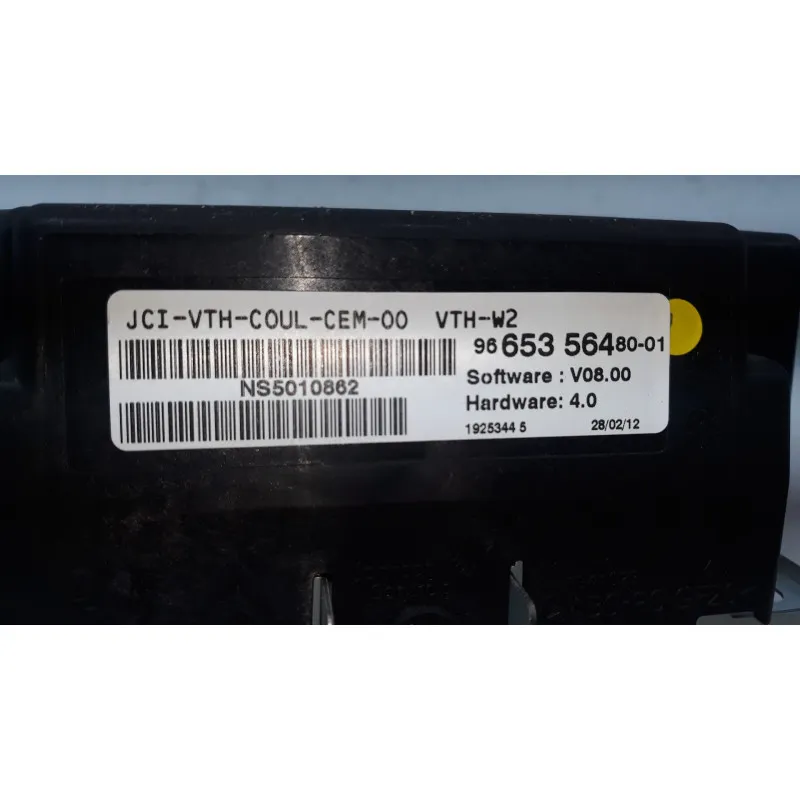 JCI-VTH-COUL-CEM-00 VTH-W2
96 653 564 80-01
NS5010862
Software : V08.00
Hardware: 4.0
1925344 5 28/02/12